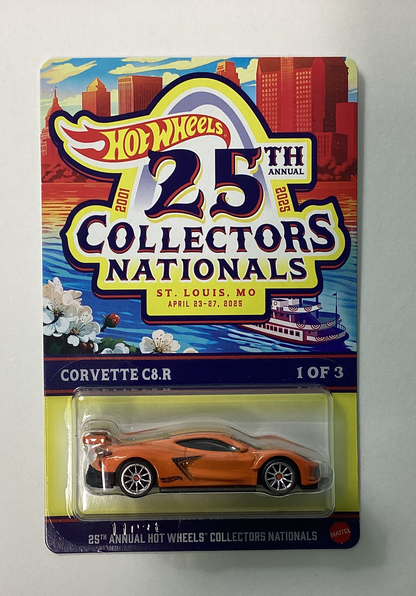 HOT WHEELS
25TH
ANNUAL
2001
2025
COLLECTORS
NATIONALS
ST. LOUIS, MO
APRIL 23-27, 2025
CORVETTE C8.R
1 OF 3
25TH ANNUAL HOT WHEELS® COLLECTORS NATIONALS
MATTEL